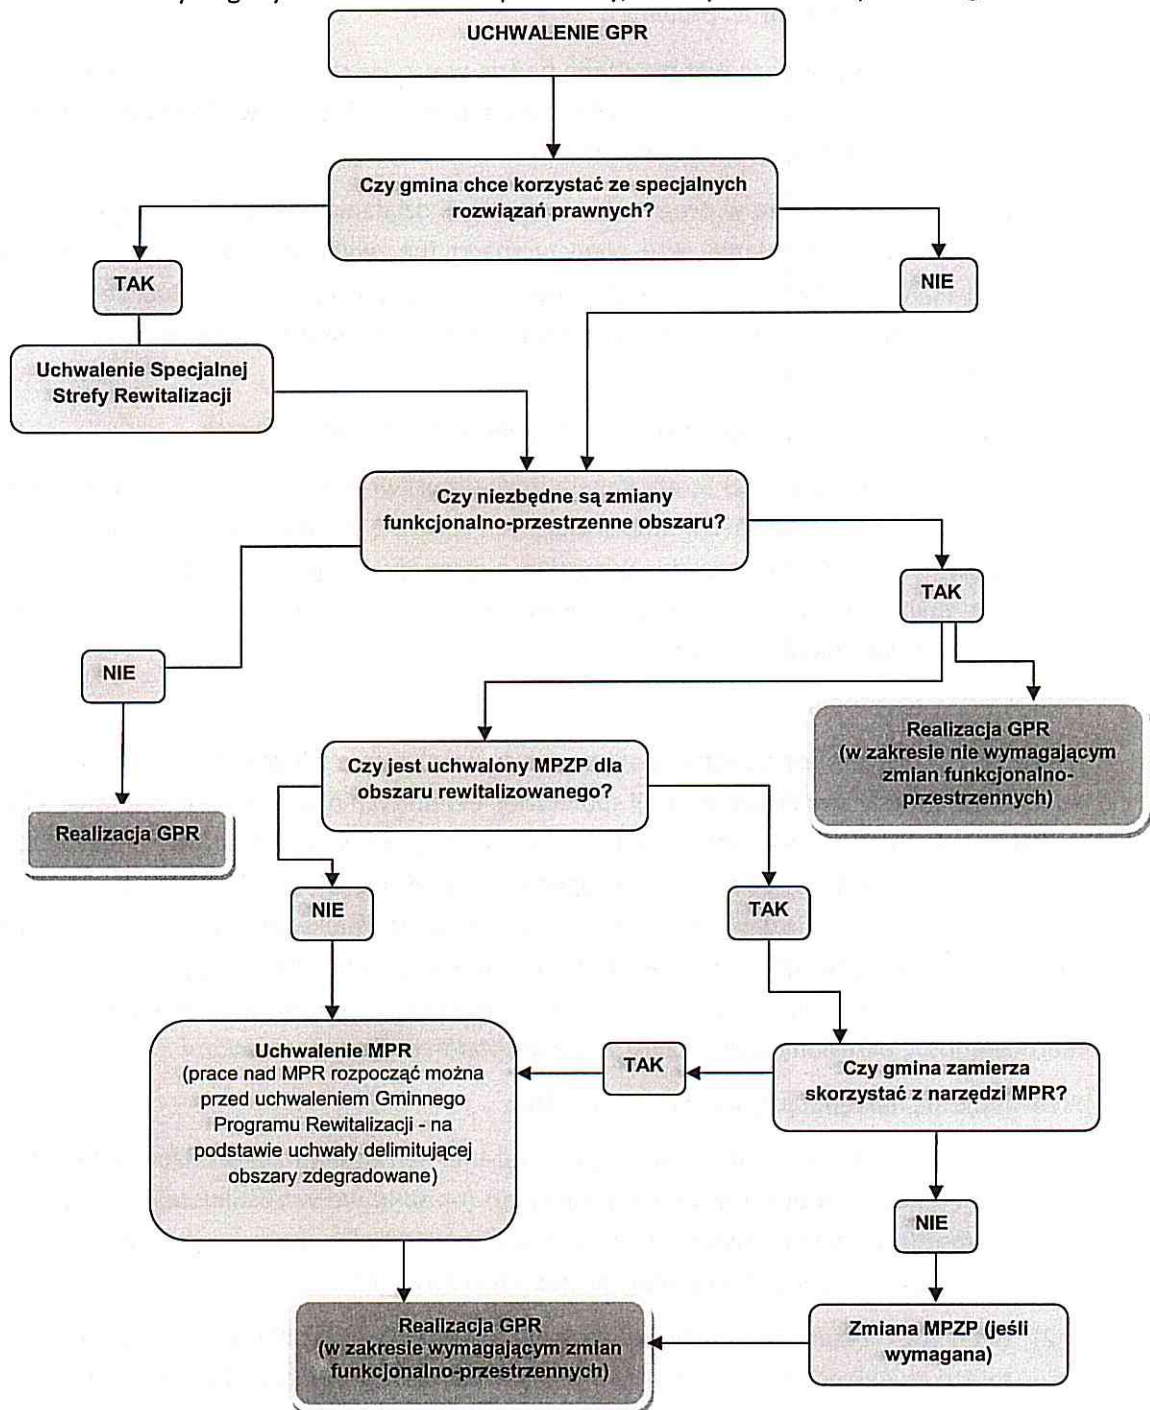 UCHWALENIE GPR
Czy gmina chce korzystać ze specjalnych
rozwiązań prawnych?
TAK
NIE
Uchwalenie Specjalnej
Strefy Rewitalizacji
Czy niezbędne są zmiany
funkcjonalno-przestrzenne obszaru?
TAK
NIE
Realizacja GPR
(w zakresie nie wymagającym
zmian funkcjonalno-
przestrzennych)
Czy jest uchwalony MPZP dla
obszaru rewitalizowanego?
Realizacja GPR
NIE
TAK
Uchwalenie MPR
(prace nad MPR rozpocząć można
przed uchwaleniem Gminnego
Programu Rewitalizacji - na
podstawie uchwały delimitującej
obszary zdegradowane)
TAK
Czy gmina zamierza
skorzystać z narzędzi MPR?
NIE
Realizacja GPR
(w zakresie wymagającym zmian
funkcjonalno-przestrzennych)
Zmiana MPZP (jeśli
wymagana)